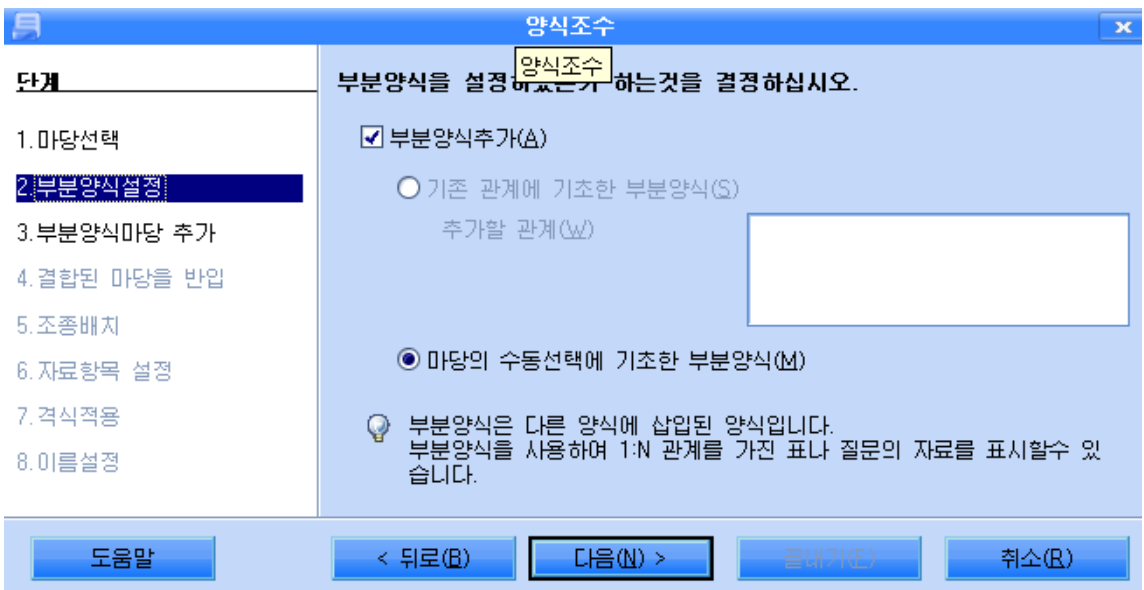 양식조수
양식조수
단계
부분양식을 설정하겠는가 하는것을 결정하십시오.
1.마당선택
2.부분양식설정
3.부분양식마당 추가
4.결합된 마당을 반입
5.조종배치
6.자료항목 설정
7.격식적용
8.이름설정
부분양식추가(A)
기존 관계에 기초한 부분양식(S)
추가할 관계(W)
마당의 수동선택에 기초한 부분양식(M)
부분양식은 다른 양식에 삽입된 양식입니다.
부분양식을 사용하여 1:N 관계를 가진 표나 질문의 자료를 표시할수 있
습니다.
도움말
< 뒤로(B)
다음(N) >
끝내기(F)
취소(R)